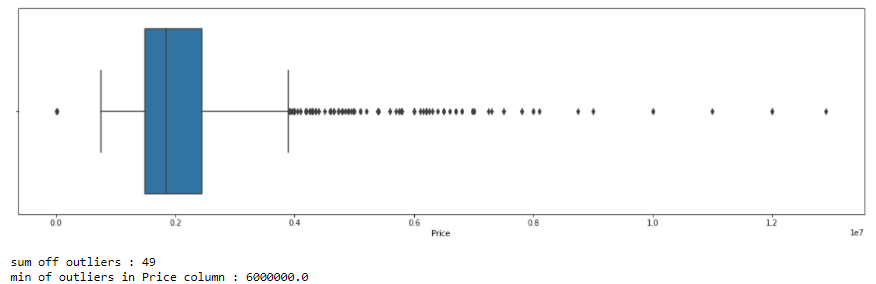 0.0 0.2 0.4 0.6 0.8 1.0 1.2
Price
1e7
sum off outliers : 49
min of outliers in Price column : 6000000.0